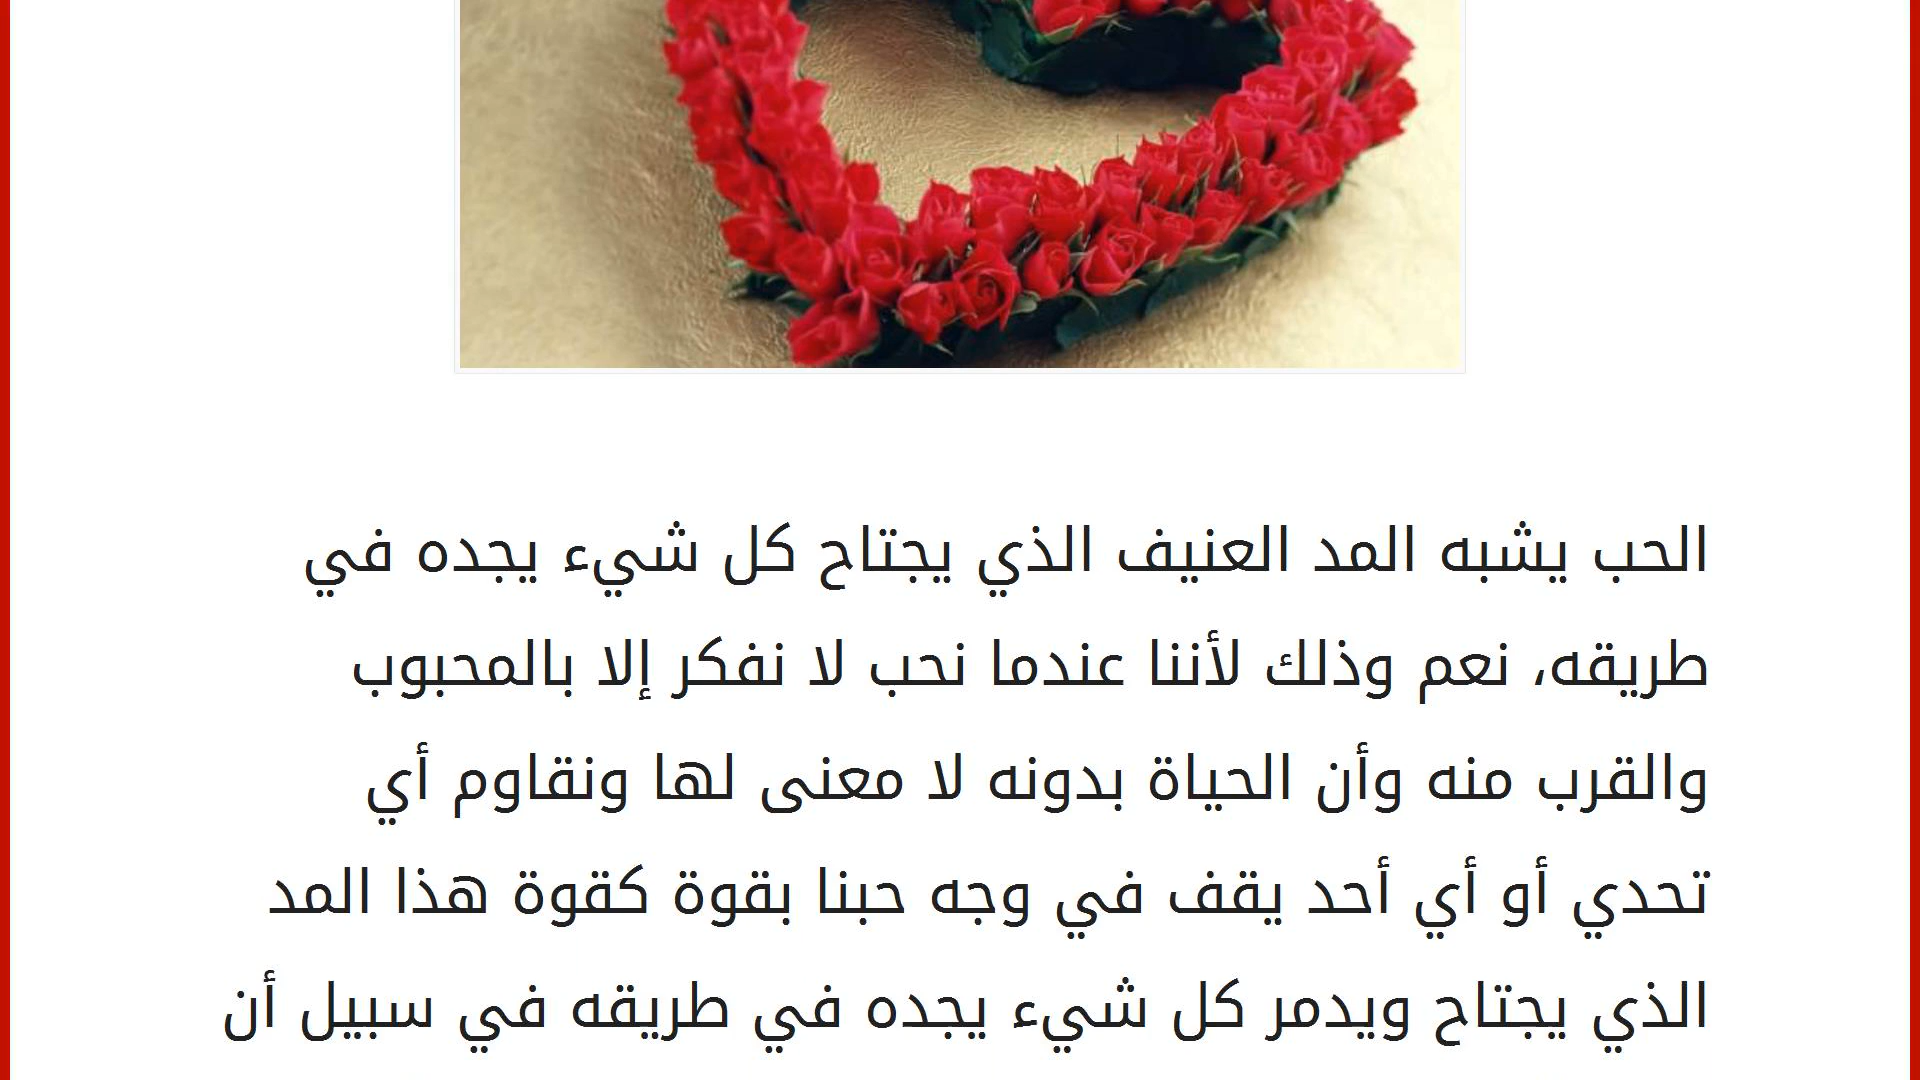 الحب يشبه المد العنيف الذي يجتاح كل شيء يجده في
طريقه، نعم وذلك لأننا عندما نحب لا نفكر إلا بالمحبوب
والقرب منه وأن الحياة بدونه لا معنى لها ونقاوم أي
تحدي أو أي أحد يقف في وجه حبنا بقوة كقوة هذا المد
الذي يجتاح ويدمر كل شيء يجده في طريقه في سبيل أن